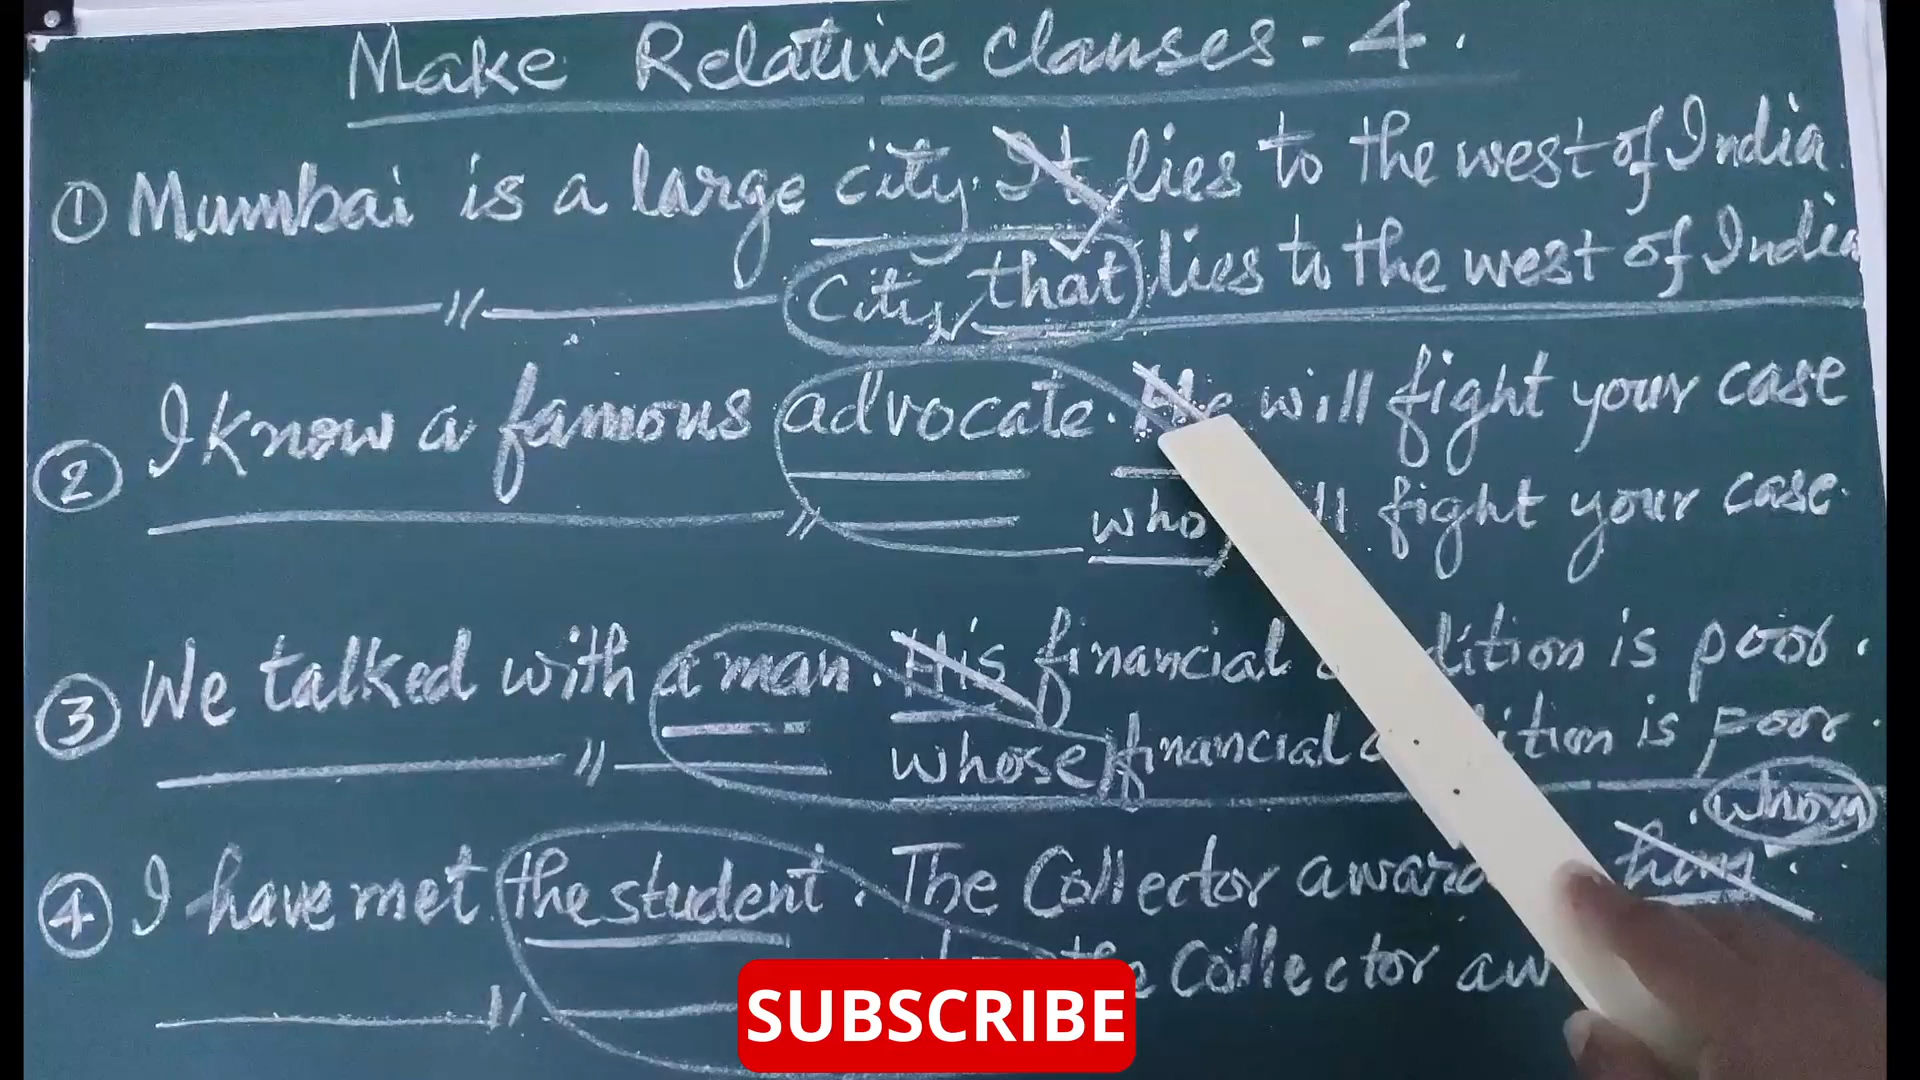 Make Relative Clauses - 4.
① Mumbai is a large city. It lies to the west of India.
〃 city that lies to the west of India
② I know a famous advocate. He will fight your case
〃 who fight your case.
③ We talked with a man. His financial is poor.
〃 whose financial is poor.
whom
④ I have met the student. The Collector him.
〃 the Collector
SUBSCRIBE